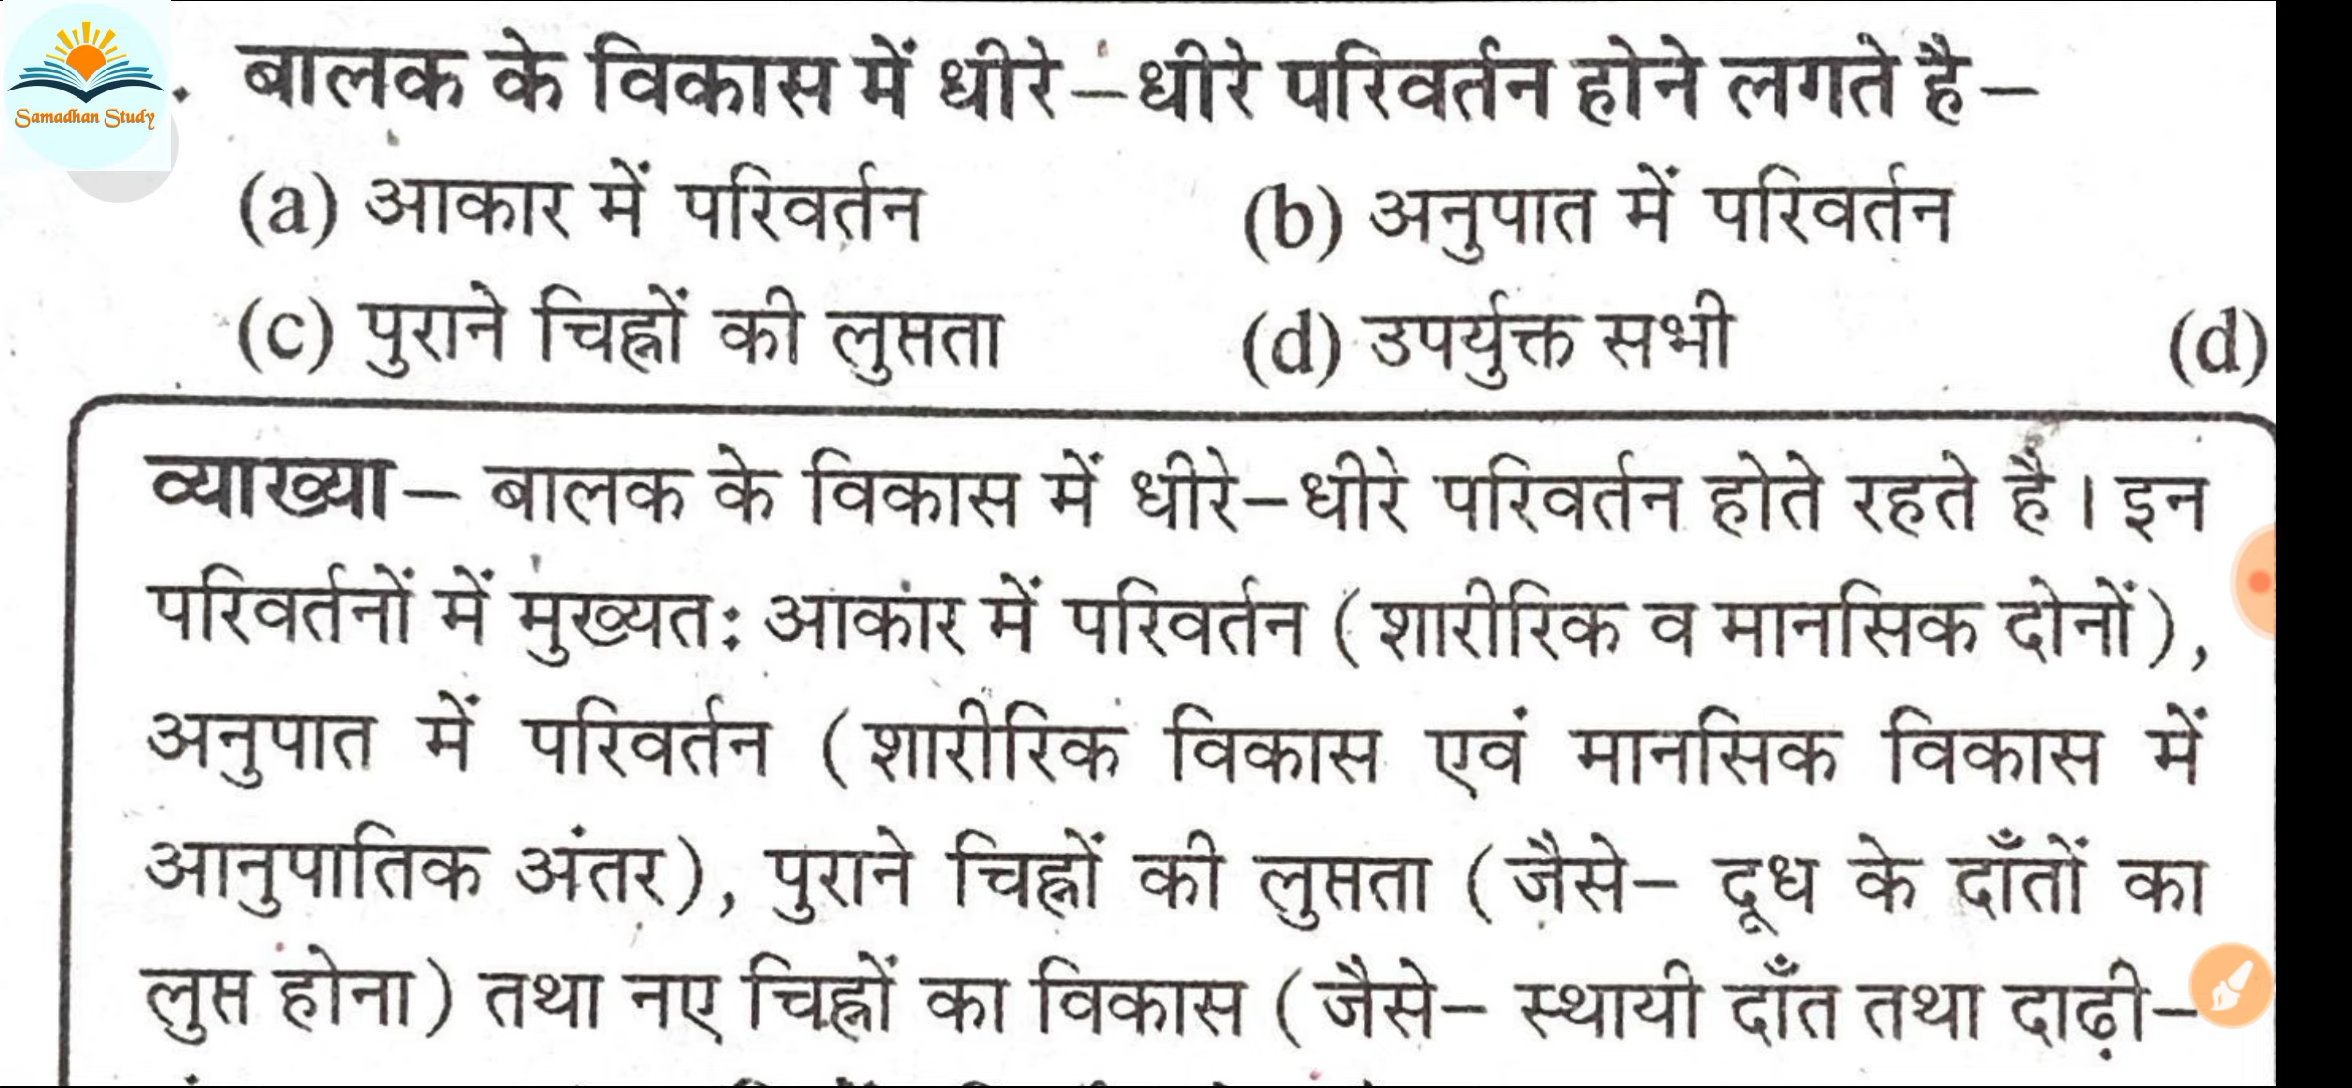 Samadhan Study
. बालक के विकास में धीरे–धीरे परिवर्तन होने लगते है–
(a) आकार में परिवर्तन (b) अनुपात में परिवर्तन
(c) पुराने चिह्नों की लुप्तता (d) उपर्युक्त सभी (d)
व्याख्या– बालक के विकास में धीरे–धीरे परिवर्तन होते रहते हैं। इन
परिवर्तनों में मुख्यत: आकार में परिवर्तन (शारीरिक व मानसिक दोनों),
अनुपात में परिवर्तन (शारीरिक विकास एवं मानसिक विकास में
आनुपातिक अंतर), पुराने चिह्नों की लुप्तता (जैसे– दूध के दाँतों का
लुप्त होना) तथा नए चिह्नों का विकास (जैसे– स्थायी दाँत तथा दाढ़ी–